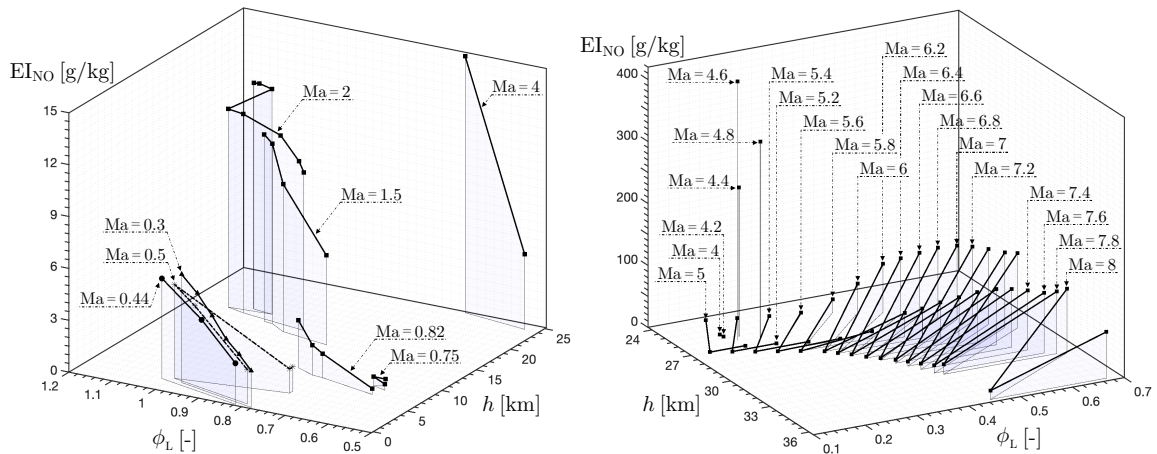 EI_NO [g/kg]
15
12
9
6
3
0
Ma = 2
Ma = 4
Ma = 1.5
Ma = 0.3
Ma = 0.5
Ma = 0.44
Ma = 0.82
Ma = 0.75
1.2
1.1
1
0.9
0.8
0.7
0.6
0.5
ϕ_L [-]
0
5
10
15
20
25
h [km]
EI_NO [g/kg]
400
300
200
100
0
Ma = 4.6
Ma = 4.8
Ma = 4.4
Ma = 4.2
Ma = 4
Ma = 5
Ma = 5.4
Ma = 5.2
Ma = 5.6
Ma = 5.8
Ma = 6
Ma = 6.2
Ma = 6.4
Ma = 6.6
Ma = 6.8
Ma = 7
Ma = 7.2
Ma = 7.4
Ma = 7.6
Ma = 7.8
Ma = 8
24
27
30
33
36
h [km]
0.1
0.2
0.3
0.4
0.5
0.6
0.7
ϕ_L [-]